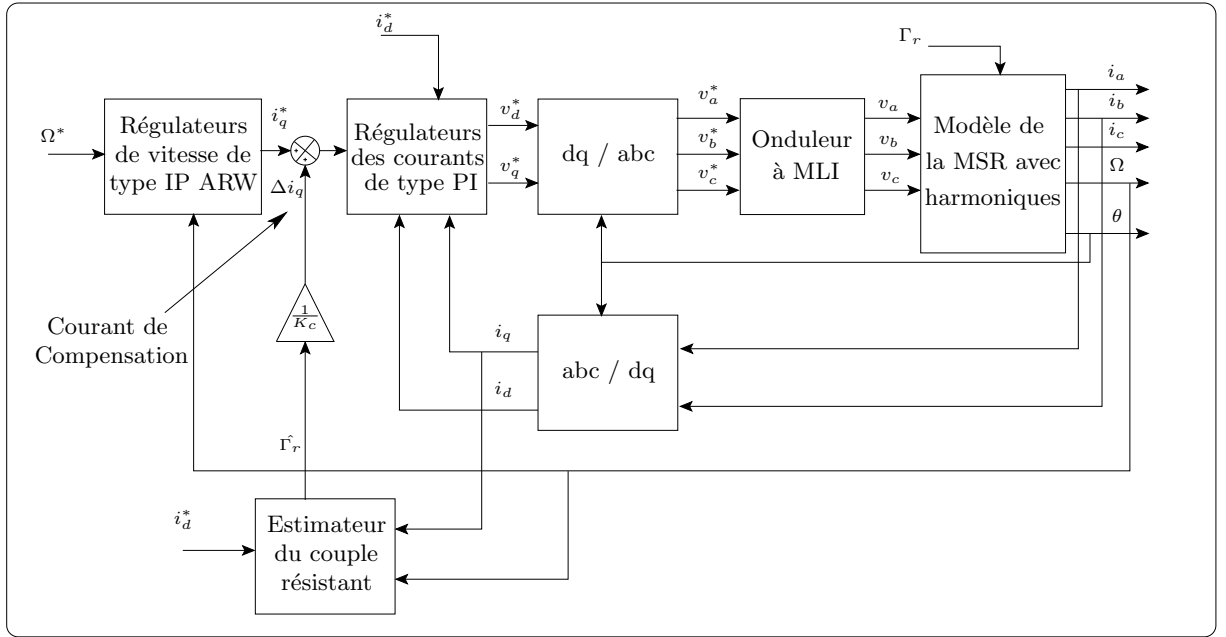 i_d^*
Γ_r
Ω^*
Régulateurs
de vitesse de
type IP ARW
i_q^*
+
+
Δi_q
Régulateurs
des courants
de type PI
v_d^*
v_q^*
dq / abc
v_a^*
v_b^*
v_c^*
Onduleur
à MLI
v_a
v_b
v_c
Modèle de
la MSR avec
harmoniques
i_a
i_b
i_c
Ω
θ
Courant de
Compensation
1/K_c
i_q
i_d
abc / dq
\hat{Γ_r}
i_d^*
Estimateur
du couple
résistant